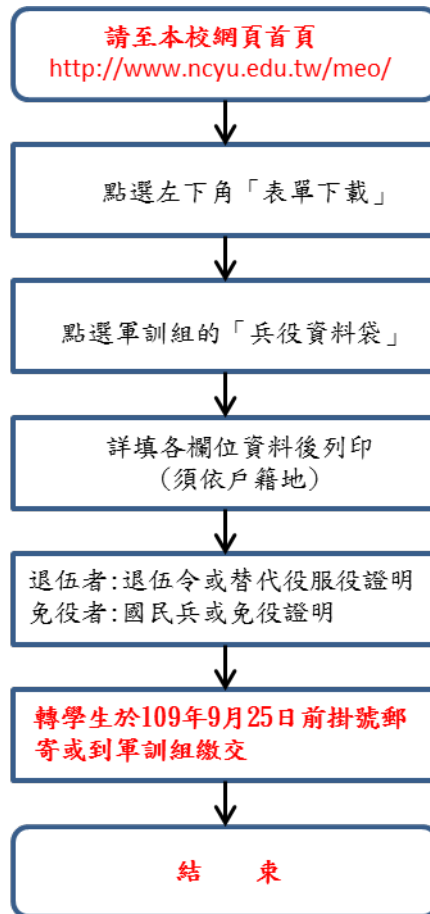 請至本校網頁首頁
http://www.ncyu.edu.tw/meo/
點選左下角「表單下載」
點選軍訓組的「兵役資料袋」
詳填各欄位資料後列印
(須依戶籍地)
退伍者:退伍令或替代役服役證明
免役者:國民兵或免役證明
轉學生於109年9月25日前掛號郵
寄或到軍訓組繳交
結 束